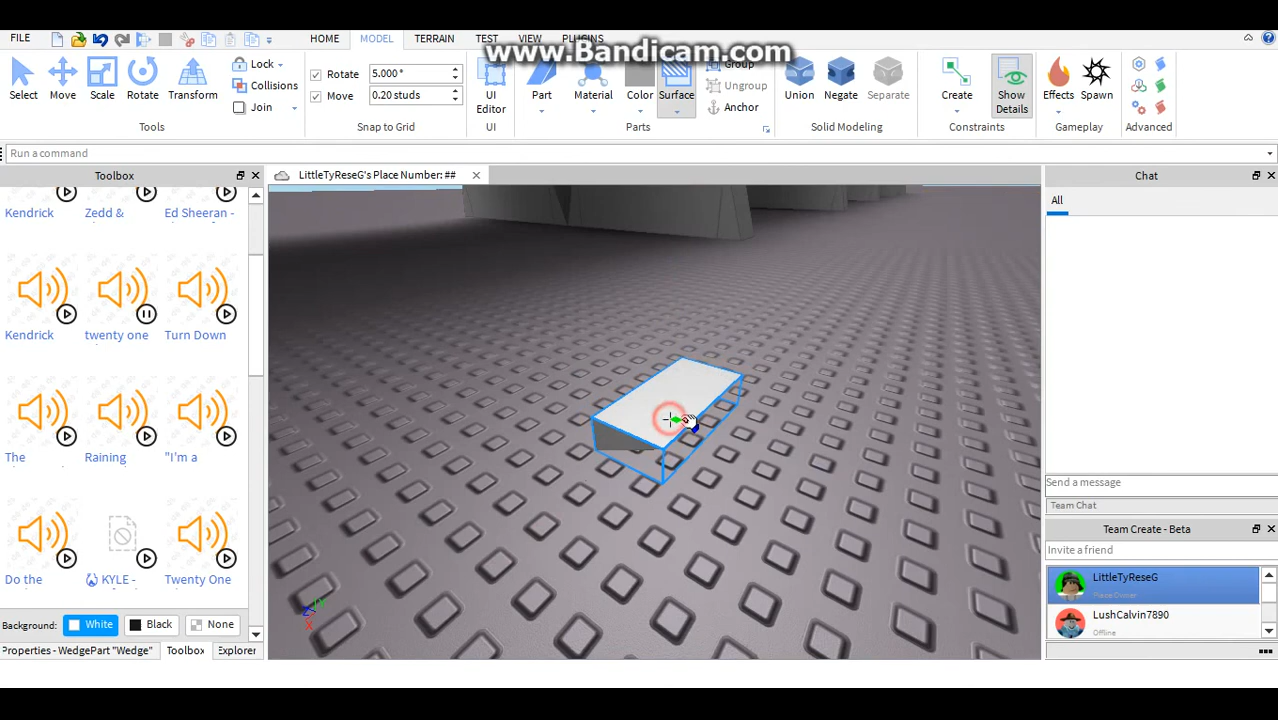 FILE HOME MODEL TERRAIN TEST VIEW PLUGINS
www.Bandicam.com
Select Move Scale Rotate Transform
Lock
Collisions
Join
Tools
Rotate 5.000 °
Move 0.20 studs
Snap to Grid
UI
Editor
UI
Part Material Color Surface
Group
Ungroup
Anchor
Parts
Union Negate Separate
Solid Modeling
Create Show
Details
Constraints
Effects Spawn
Gameplay
Advanced
Run a command
Toolbox
LittleTyReseG's Place Number: ##
Chat
Kendrick Zedd & Ed Sheeran -
All
Kendrick twenty one Turn Down
The Raining "I'm a
Do the KYLE - Twenty One
Send a message
Team Chat
Team Create - Beta
Invite a friend
LittleTyReseG
Place Owner
LushCalvin7890
Offline
Background: White Black None
Properties - WedgePart "Wedge" Toolbox Explorer